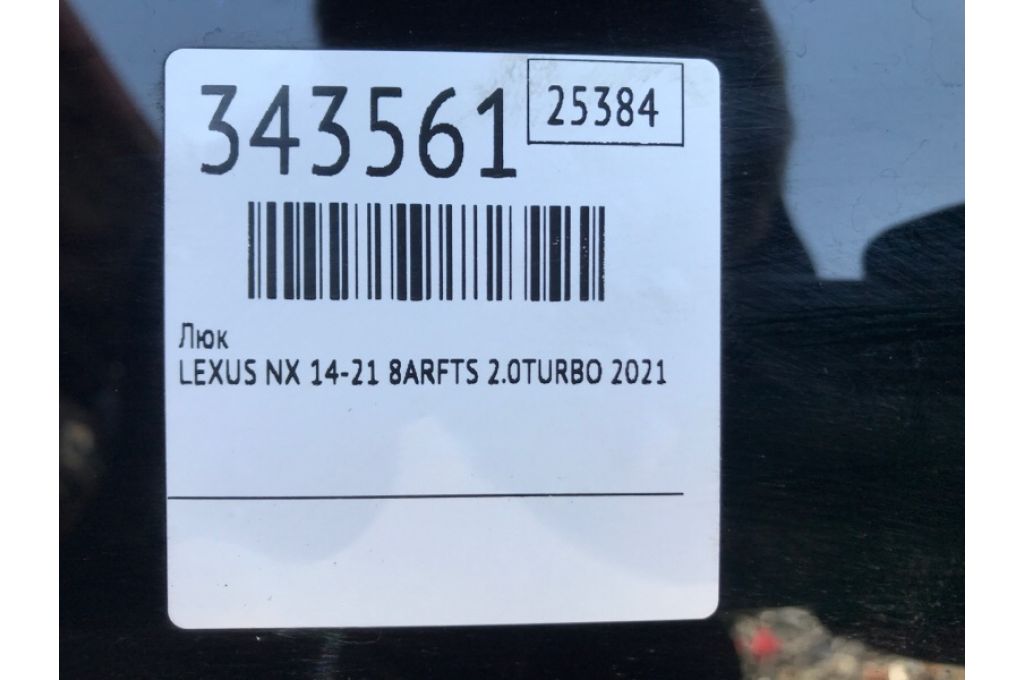 343561
25384
Люк
LEXUS NX 14-21 8ARFTS 2.0TURBO 2021